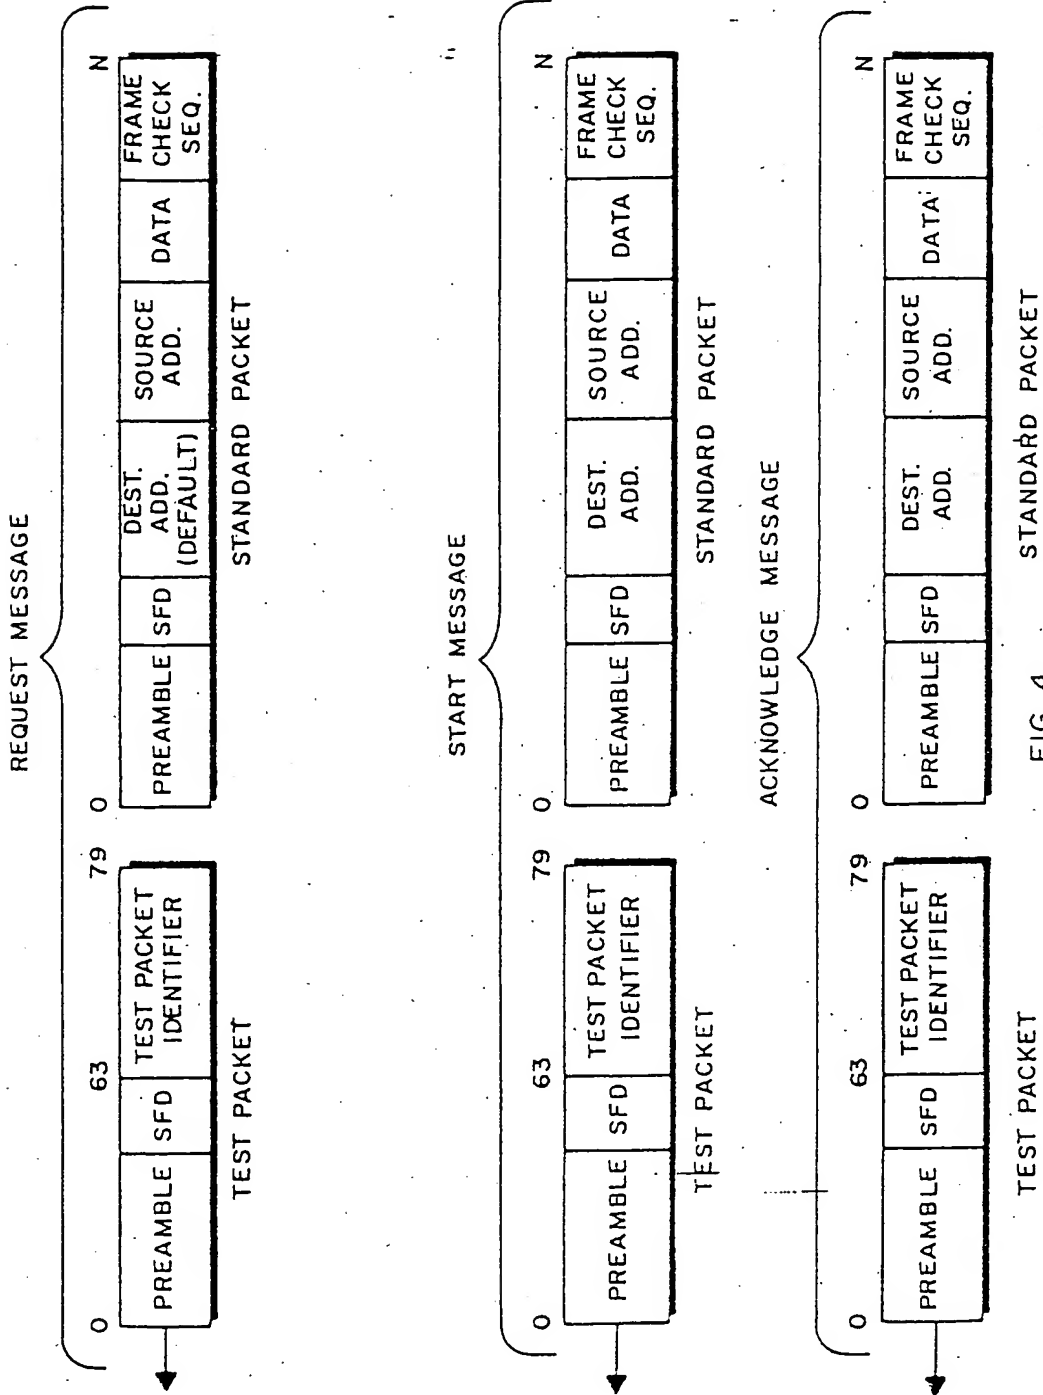 REQUEST MESSAGE
0 63 79 0 N
PREAMBLE SFD TEST PACKET IDENTIFIER PREAMBLE SFD DEST. ADD. (DEFAULT) SOURCE ADD. DATA FRAME CHECK SEQ.
TEST PACKET STANDARD PACKET
START MESSAGE
0 63 79 0 N
PREAMBLE SFD TEST PACKET IDENTIFIER PREAMBLE SFD DEST. ADD. SOURCE ADD. DATA FRAME CHECK SEQ.
TEST PACKET STANDARD PACKET
ACKNOWLEDGE MESSAGE
0 63 79 0 N
PREAMBLE SFD TEST PACKET IDENTIFIER PREAMBLE SFD DEST. ADD. SOURCE ADD. DATA FRAME CHECK SEQ.
TEST PACKET STANDARD PACKET
FIG. 4